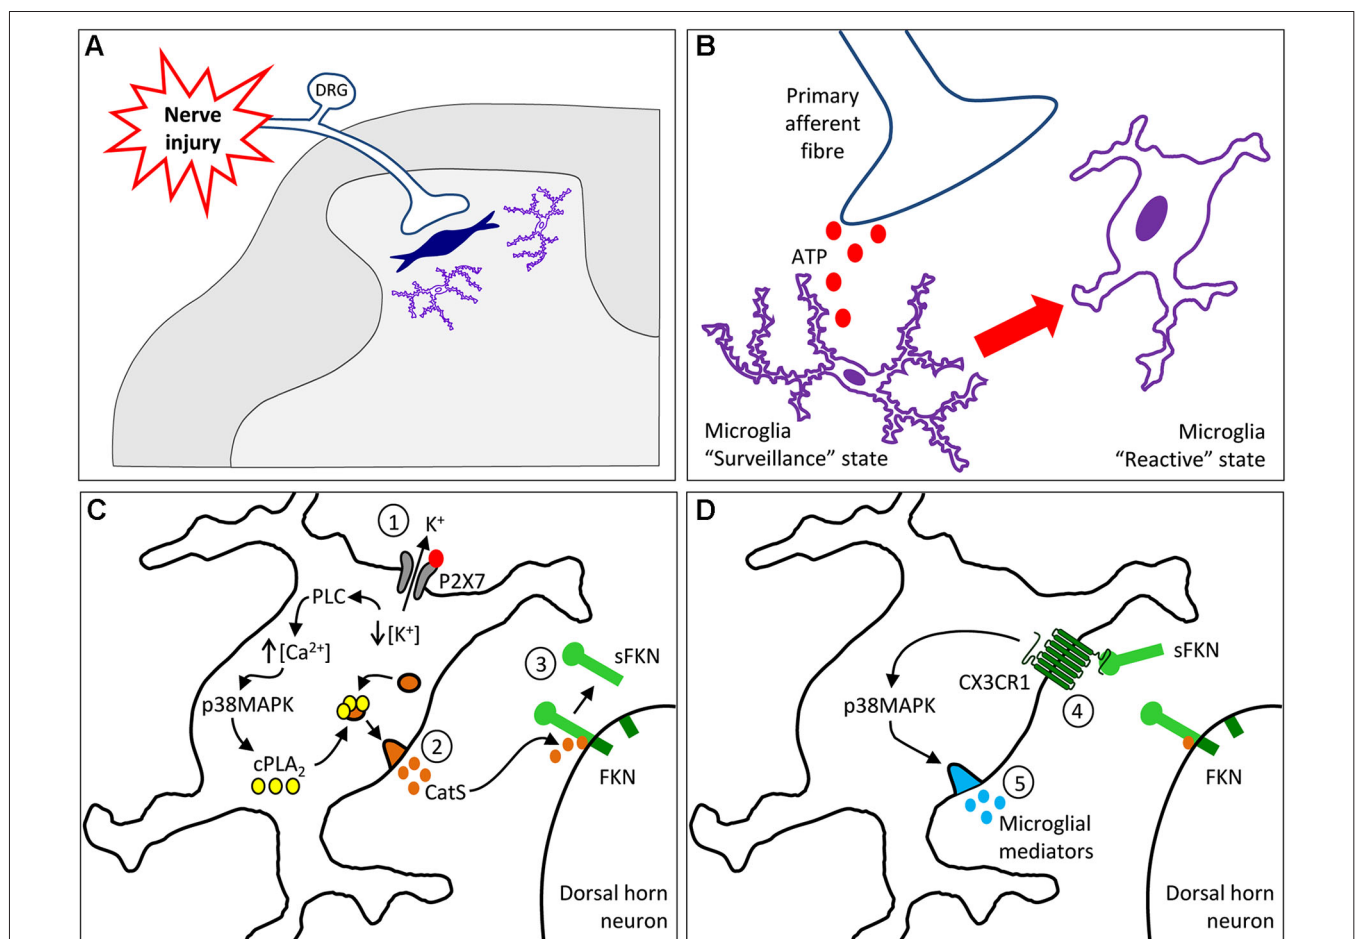 A
Nerve
injury
DRG
B
Primary
afferent
fibre
ATP
Microglia
“Surveillance” state
Microglia
“Reactive” state
C
1
K⁺
P2X7
PLC
[K⁺]
[Ca²⁺]
p38MAPK
cPLA₂
2
CatS
3
sFKN
FKN
Dorsal horn
neuron
D
CX3CR1
sFKN
4
p38MAPK
FKN
5
Microglial
mediators
Dorsal horn
neuron